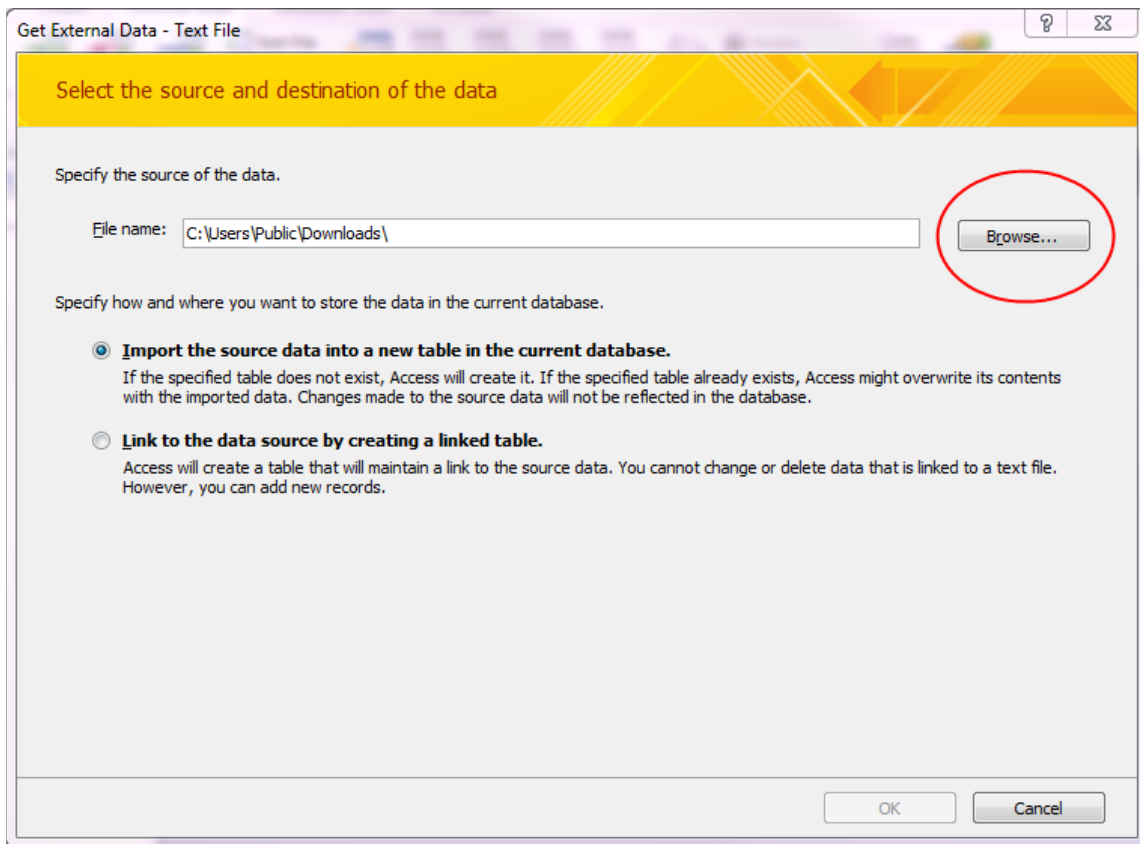 Get External Data - Text File
Select the source and destination of the data
Specify the source of the data.
File name: C:\Users\Public\Downloads\ Browse...
Specify how and where you want to store the data in the current database.
Import the source data into a new table in the current database.
If the specified table does not exist, Access will create it. If the specified table already exists, Access might overwrite its contents
with the imported data. Changes made to the source data will not be reflected in the database.
Link to the data source by creating a linked table.
Access will create a table that will maintain a link to the source data. You cannot change or delete data that is linked to a text file.
However, you can add new records.
OK Cancel